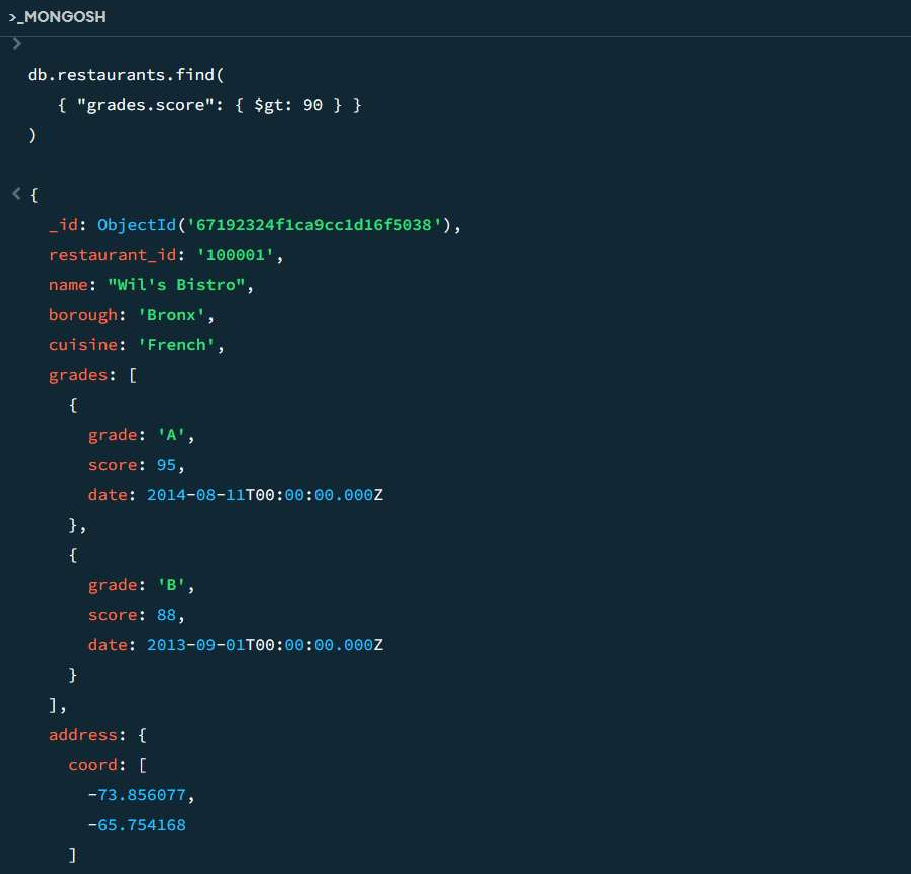 >_MONGOSH
>
db.restaurants.find(
{ "grades.score": { $gt: 90 } }
)
< {
_id: ObjectId('67192324f1ca9cc1d16f5038'),
restaurant_id: '100001',
name: "Wil's Bistro",
borough: 'Bronx',
cuisine: 'French',
grades: [
{
grade: 'A',
score: 95,
date: 2014-08-11T00:00:00.000Z
},
{
grade: 'B',
score: 88,
date: 2013-09-01T00:00:00.000Z
}
],
address: {
coord: [
-73.856077,
-65.754168
]